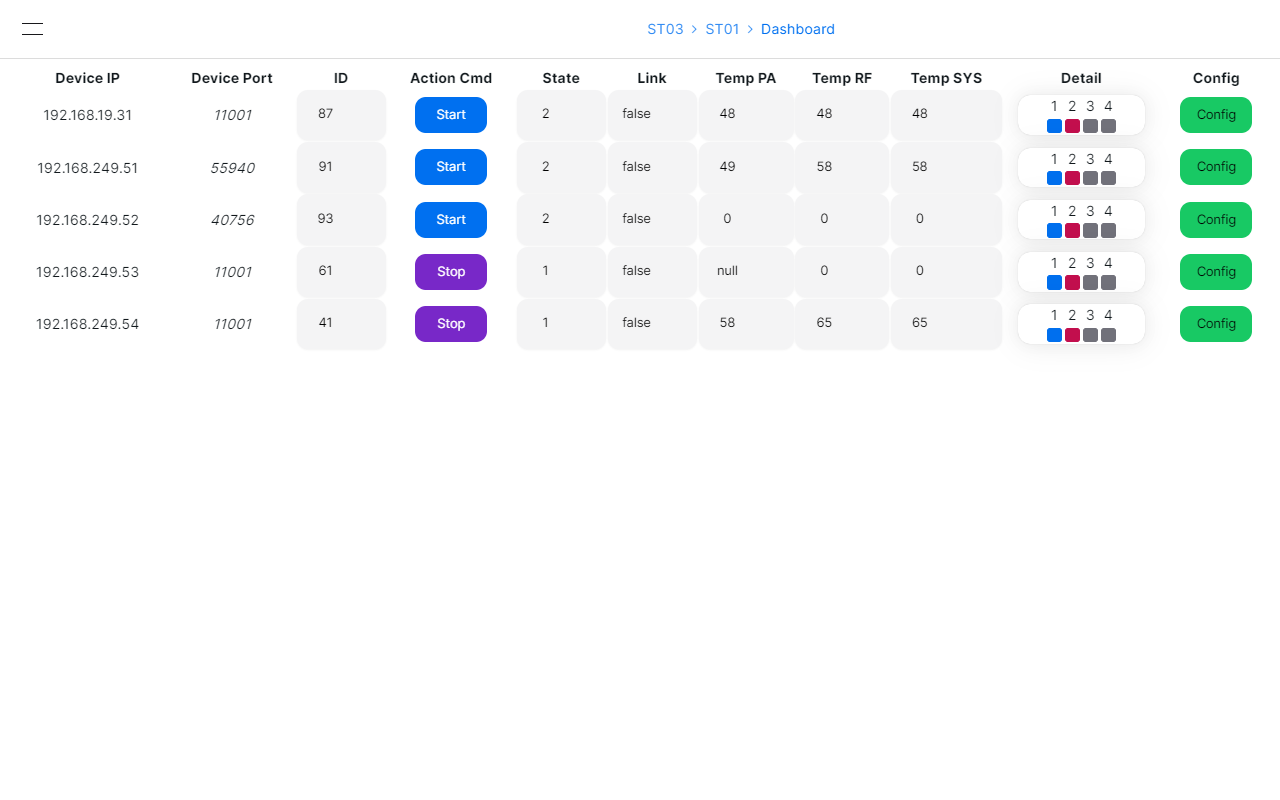 ST03 > ST01 > Dashboard
Device IP Device Port ID Action Cmd State Link Temp PA Temp RF Temp SYS Detail Config
192.168.19.31 11001 87 Start 2 false 48 48 48 1 2 3 4 Config
192.168.249.51 55940 91 Start 2 false 49 58 58 1 2 3 4 Config
192.168.249.52 40756 93 Start 2 false 0 0 0 1 2 3 4 Config
192.168.249.53 11001 61 Stop 1 false null 0 0 1 2 3 4 Config
192.168.249.54 11001 41 Stop 1 false 58 65 65 1 2 3 4 Config